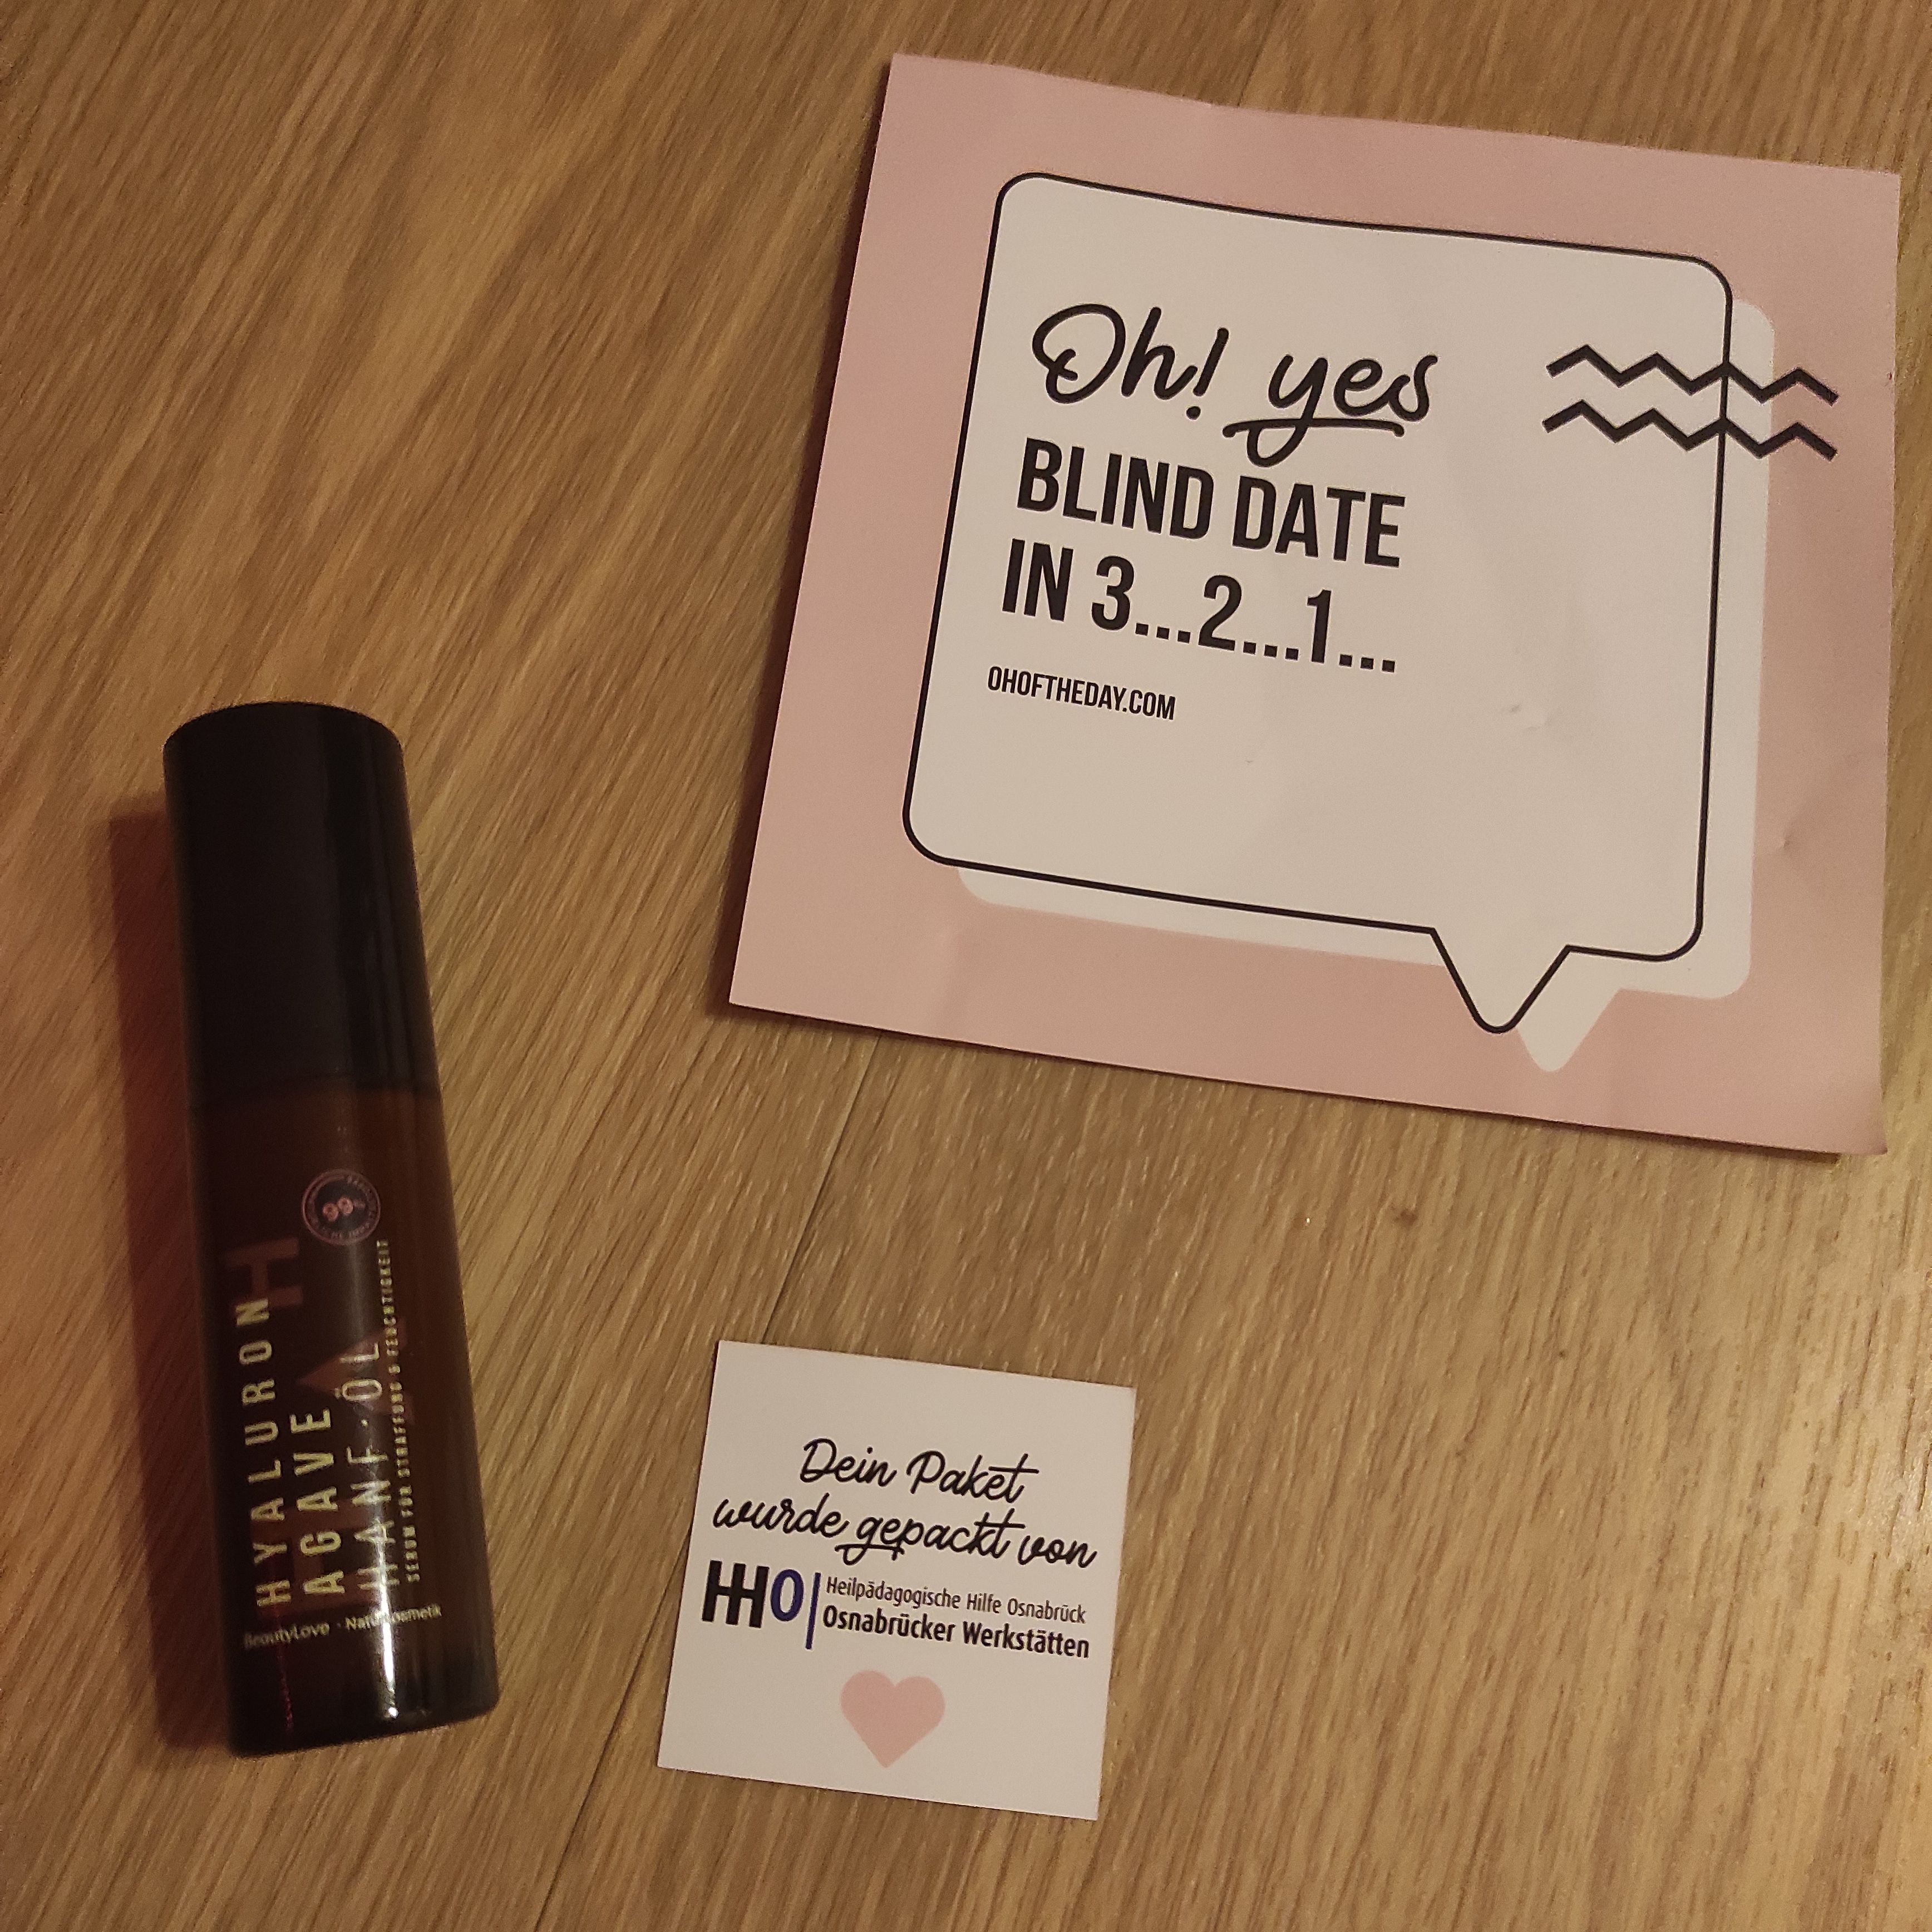 Oh! yes
BLIND DATE
IN 3...2...1...
OHOFTHEDAY.COM
HYALURON
AGAVE
HANF-ÖL
SERUM FÜR STRAFFUNG & FEUCHTIGKEIT
BeautyLove · Naturkosmetik
99%
H
A
Dein Paket
wurde gepackt von
HHO
Heilpädagogische Hilfe Osnabrück
Osnabrücker Werkstätten